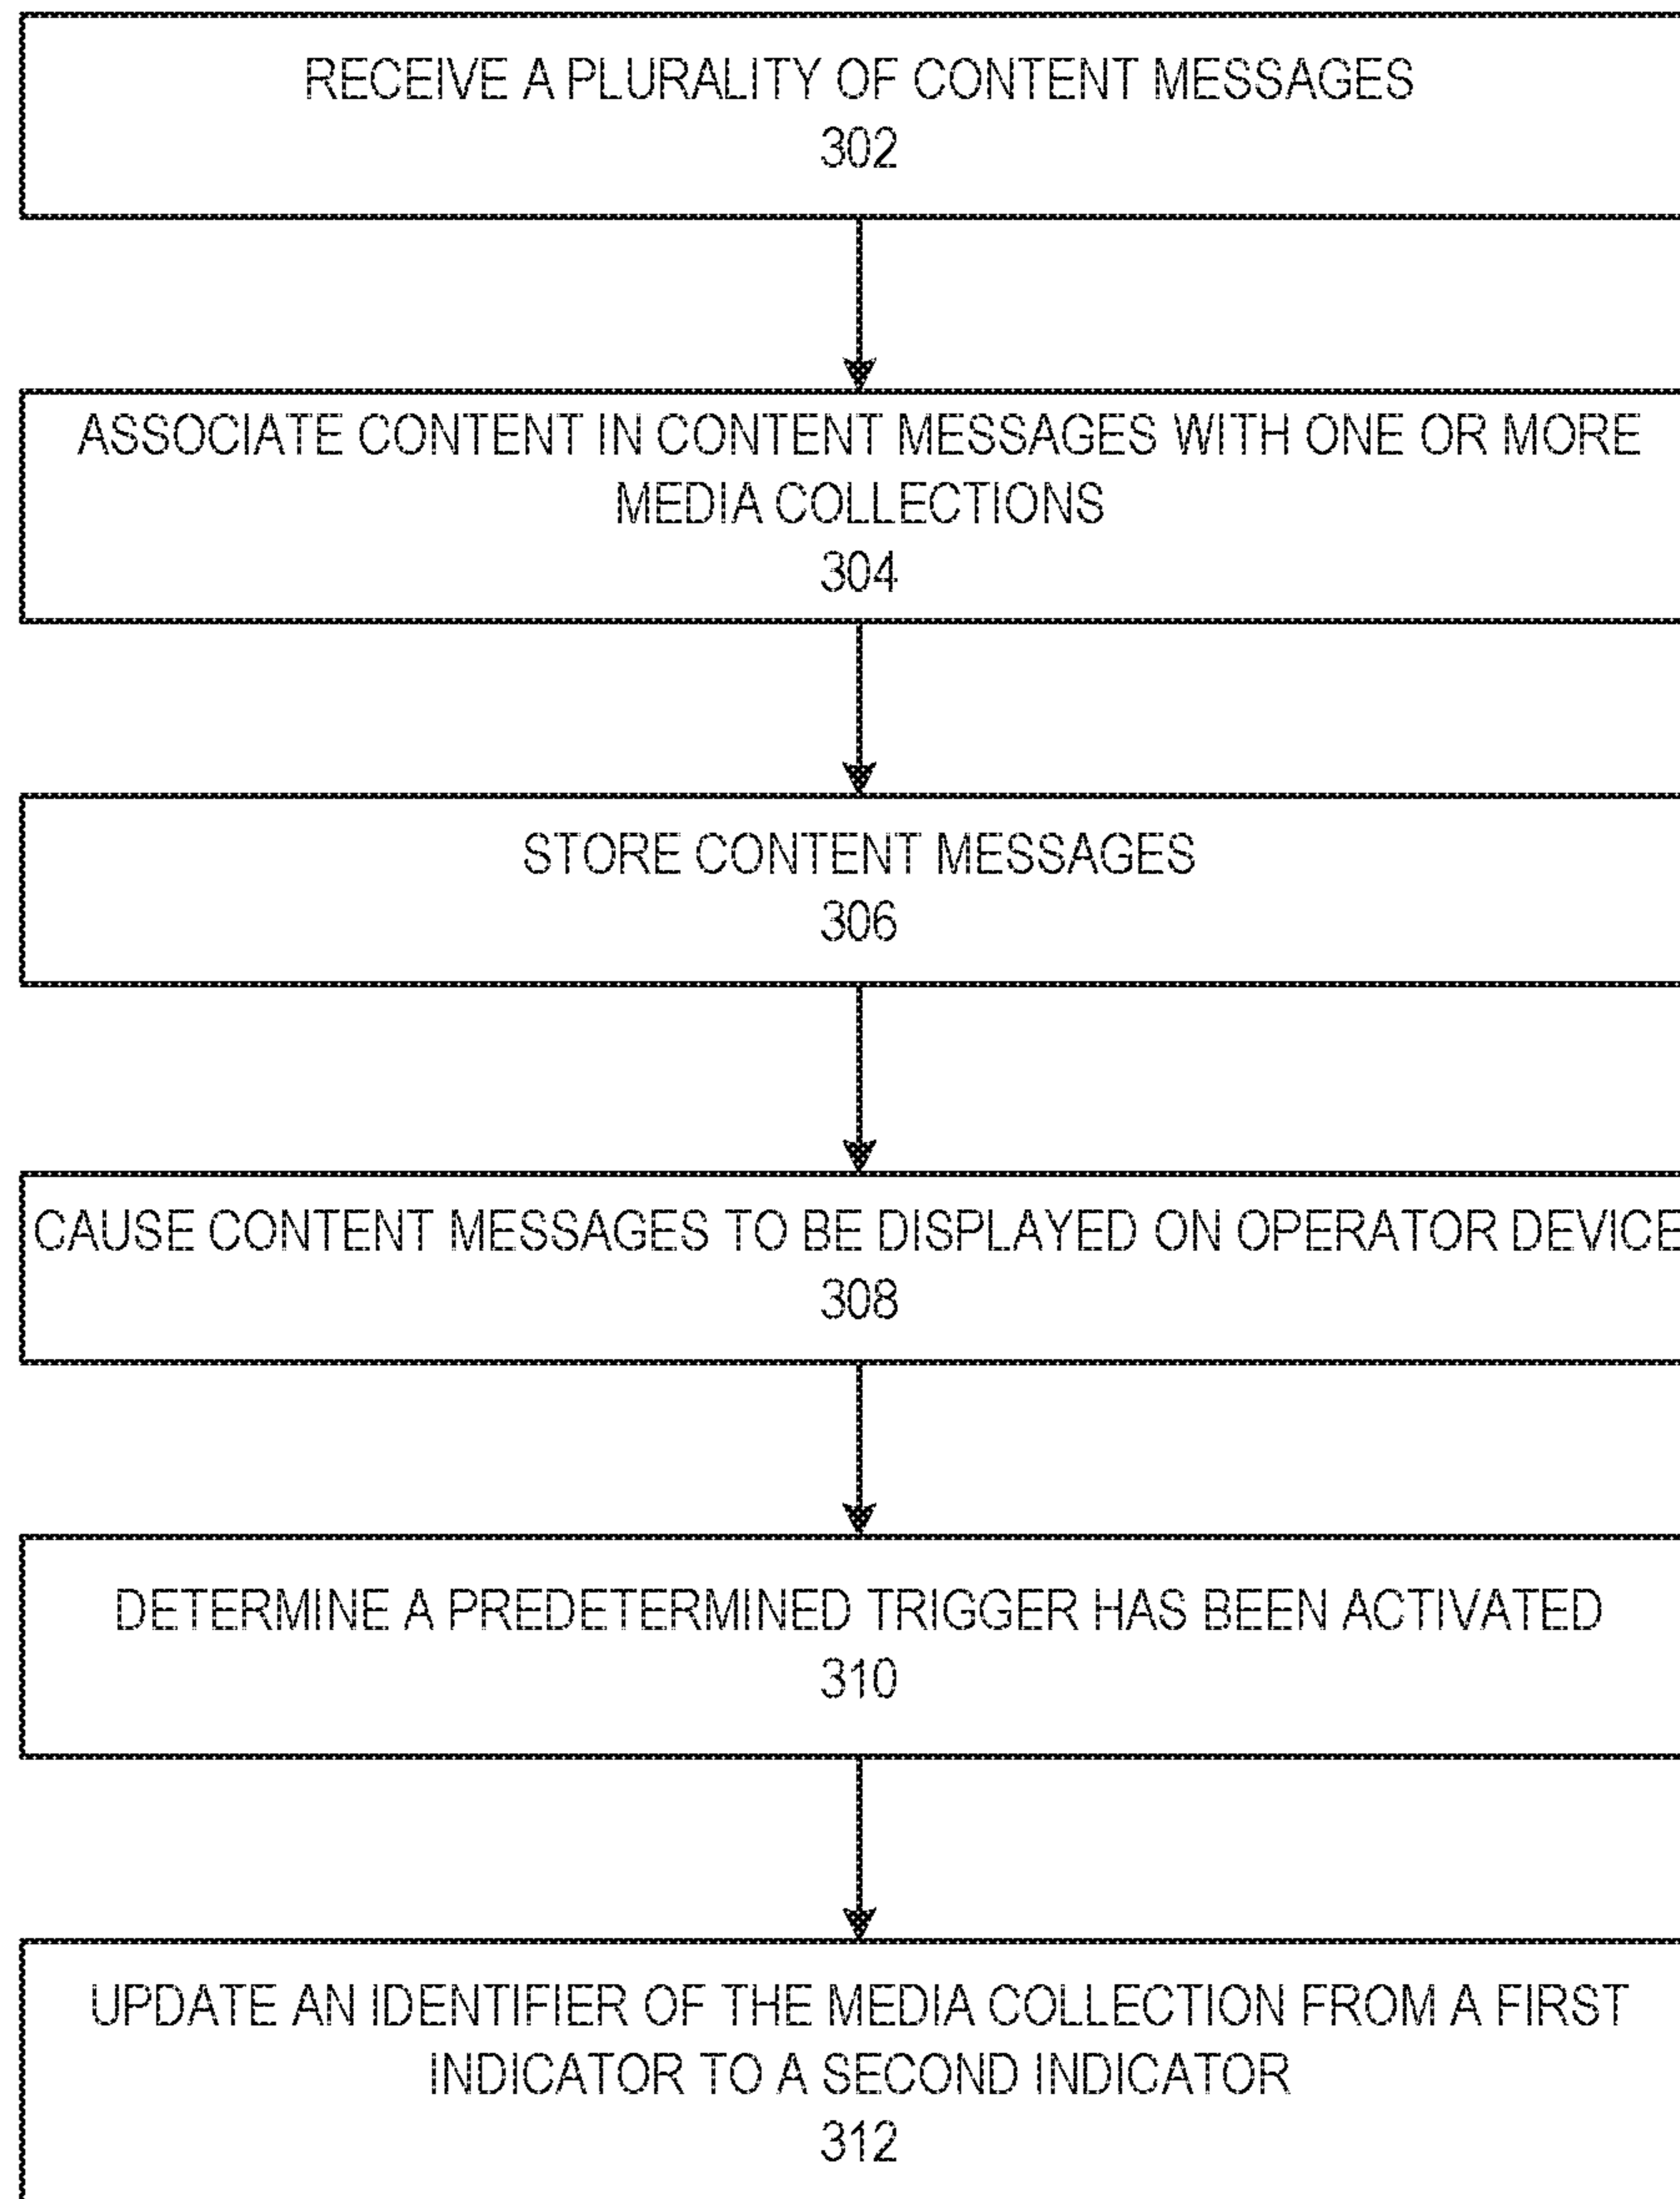 RECEIVE A PLURALITY OF CONTENT MESSAGES
302
ASSOCIATE CONTENT IN CONTENT MESSAGES WITH ONE OR MORE
MEDIA COLLECTIONS
304
STORE CONTENT MESSAGES
306
CAUSE CONTENT MESSAGES TO BE DISPLAYED ON OPERATOR DEVICE
308
DETERMINE A PREDETERMINED TRIGGER HAS BEEN ACTIVATED
310
UPDATE AN IDENTIFIER OF THE MEDIA COLLECTION FROM A FIRST
INDICATOR TO A SECOND INDICATOR
312